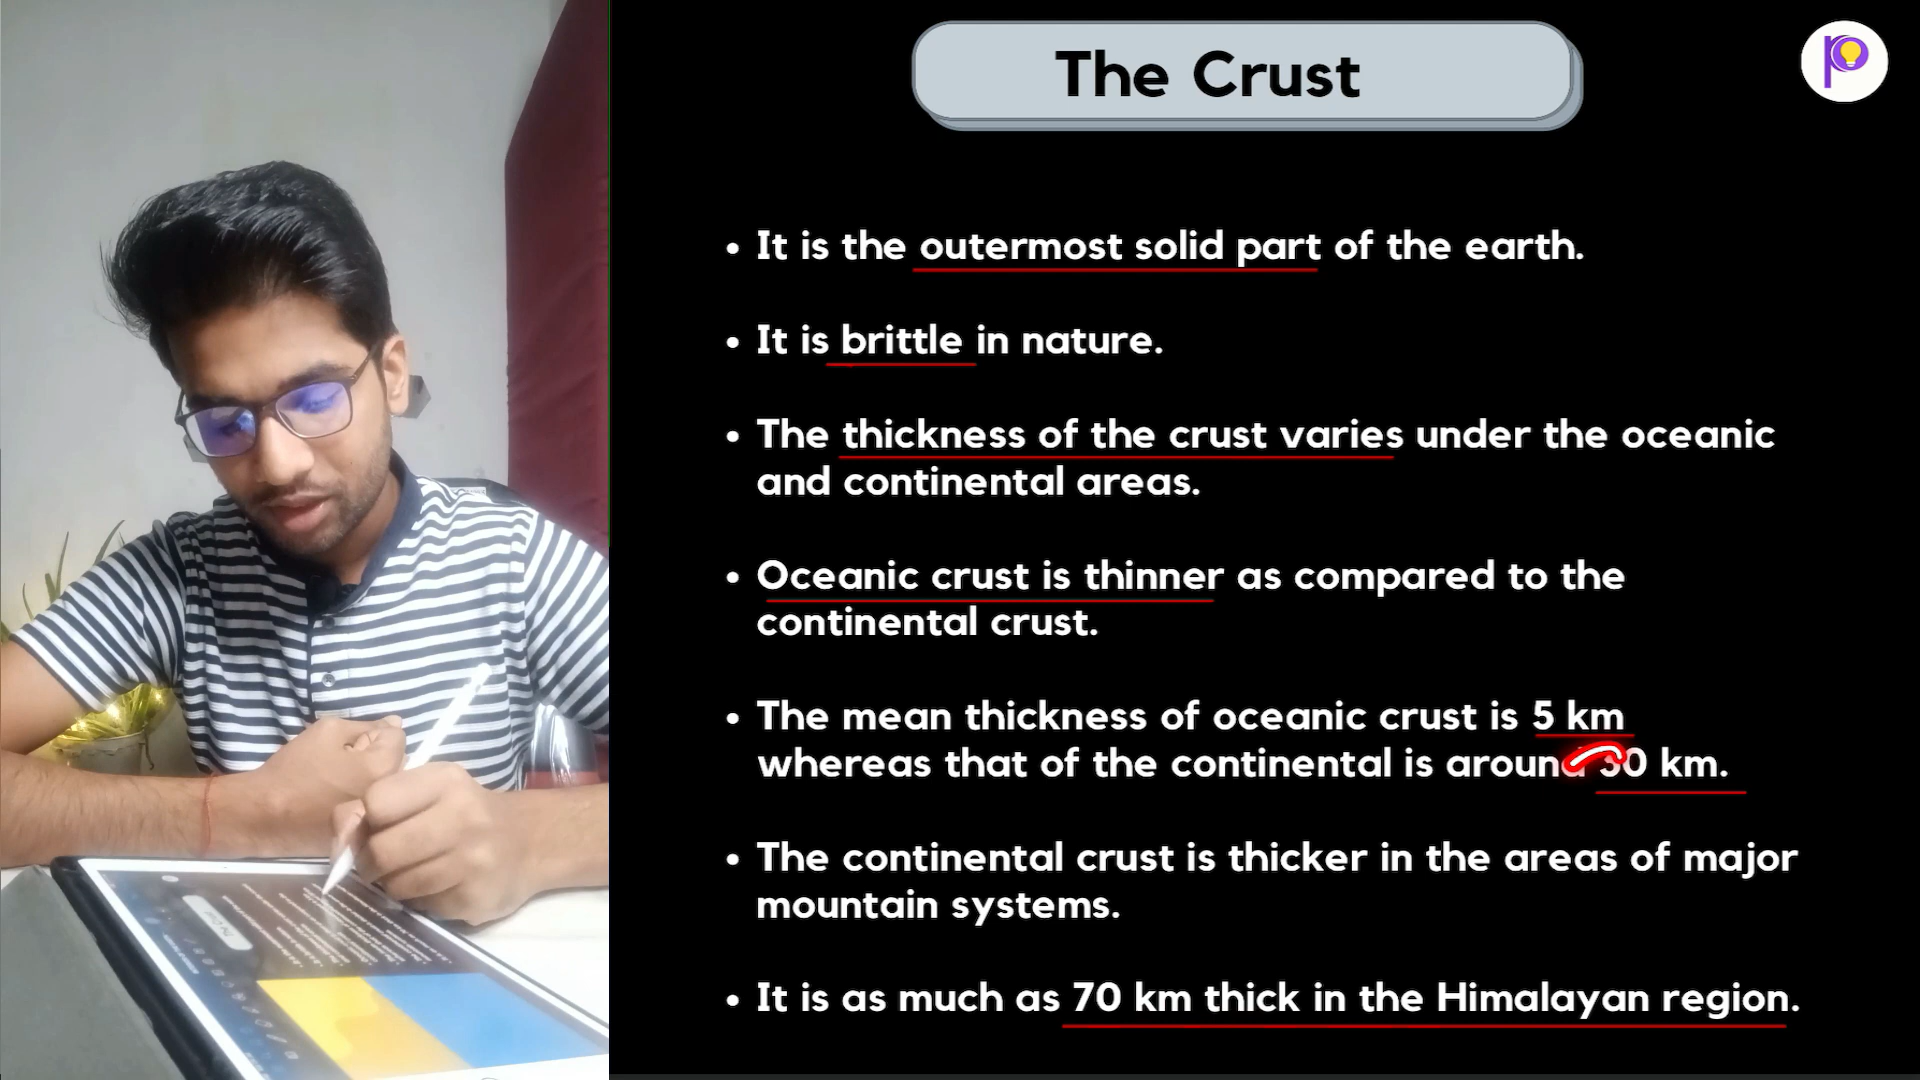 The Crust
• It is the outermost solid part of the earth.
• It is brittle in nature.
• The thickness of the crust varies under the oceanic
and continental areas.
• Oceanic crust is thinner as compared to the
continental crust.
• The mean thickness of oceanic crust is 5 km
whereas that of the continental is around 30 km.
• The continental crust is thicker in the areas of major
mountain systems.
• It is as much as 70 km thick in the Himalayan region.